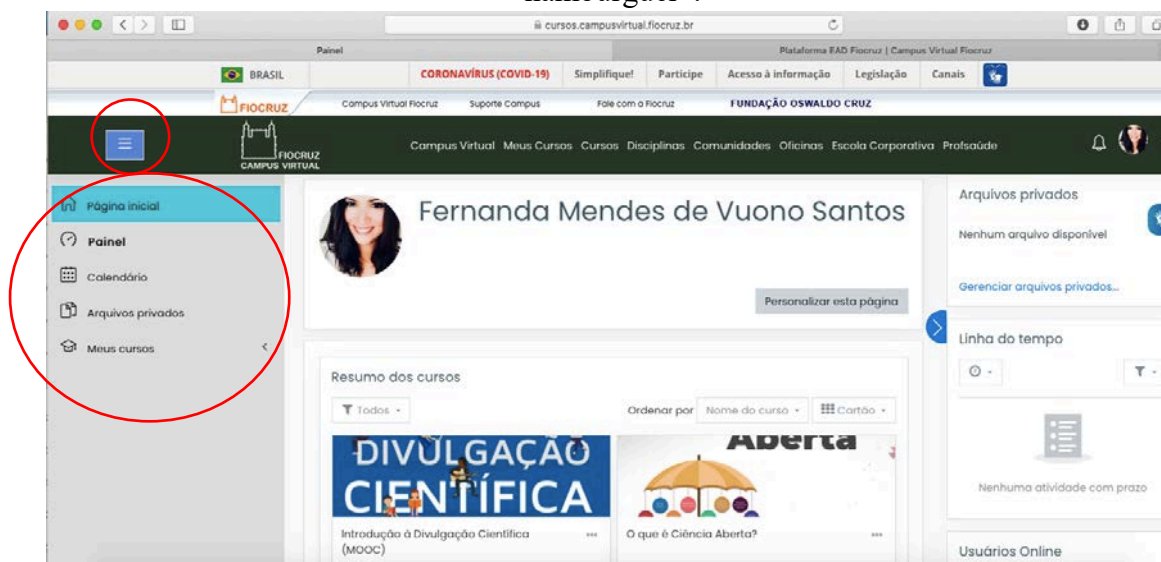 "hambúrguer".
cursos.campusvirtual.fiocruz.br
Painel
Plataforma EAD Fiocruz | Campus Virtual Fiocruz
BRASIL
CORONAVÍRUS (COVID-19) Simplifique! Participe Acesso à informação Legislação Canais
FIOCRUZ
Campus Virtual Fiocruz Suporte Campus Fale com a Fiocruz FUNDAÇÃO OSWALDO CRUZ
FIOCRUZ
CAMPUS VIRTUAL
Campus Virtual Meus Cursos Cursos Disciplinas Comunidades Oficinas Escola Corporativa Profsaúde
Página inicial
Painel
Calendário
Arquivos privados
Meus cursos
Fernanda Mendes de Vuono Santos
Personalizar esta página
Resumo dos cursos
Todos
Ordenar por Nome do curso Cartão
DIVULGAÇÃO
CIENTÍFICA
Introdução à Divulgação Científica
(MOOC)
Aberta
O que é Ciência Aberta?
Arquivos privados
Nenhum arquivo disponível
Gerenciar arquivos privados...
Linha do tempo
Nenhuma atividade com prazo
Usuários Online